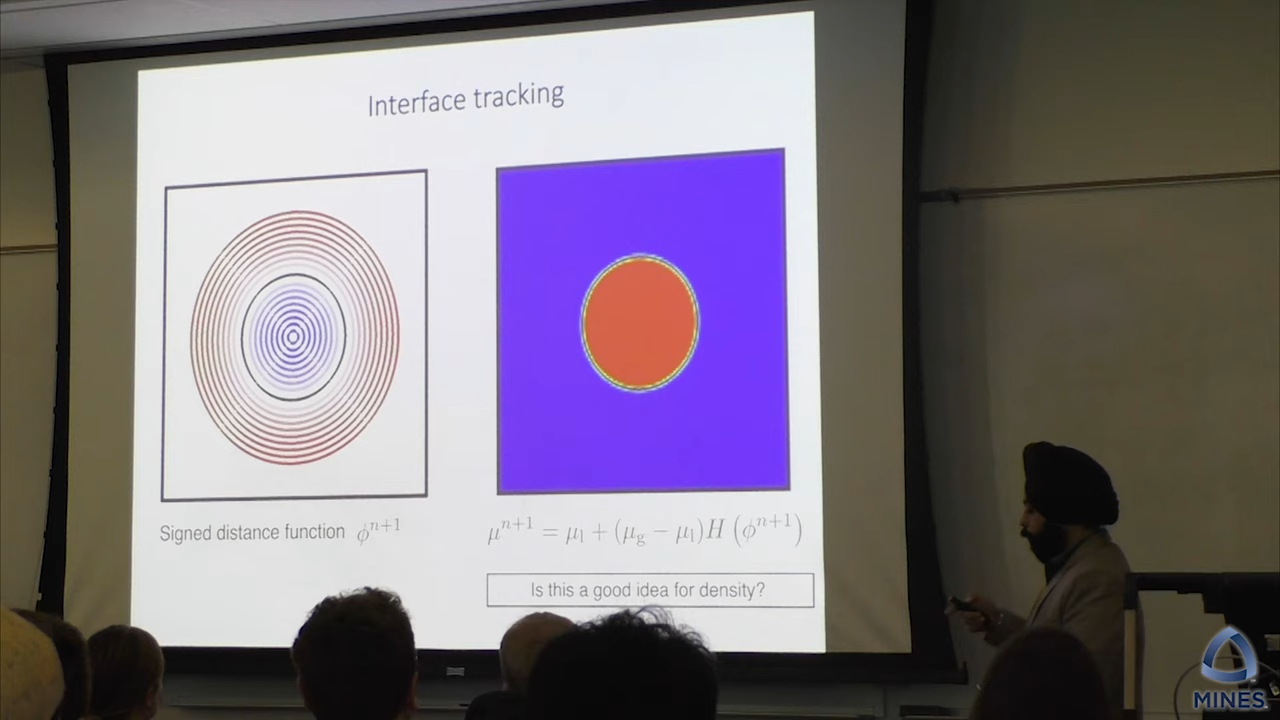 Interface tracking
Signed distance function ϕ^{n+1}
μ^{n+1} = μ_l + (μ_g − μ_l)H (ϕ^{n+1})
Is this a good idea for density?
MINES